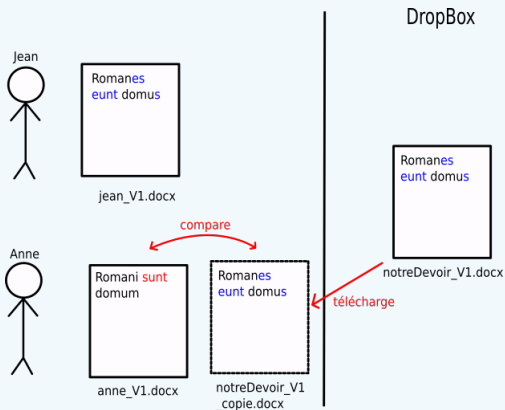 DropBox
Jean
Romanes
eunt domus
jean_V1.docx
Romanes
eunt domus
notreDevoir_V1.docx
compare
Anne
Romani sunt
domum
anne_V1.docx
Romanes
eunt domus
notreDevoir_V1
_copie.docx
télécharge